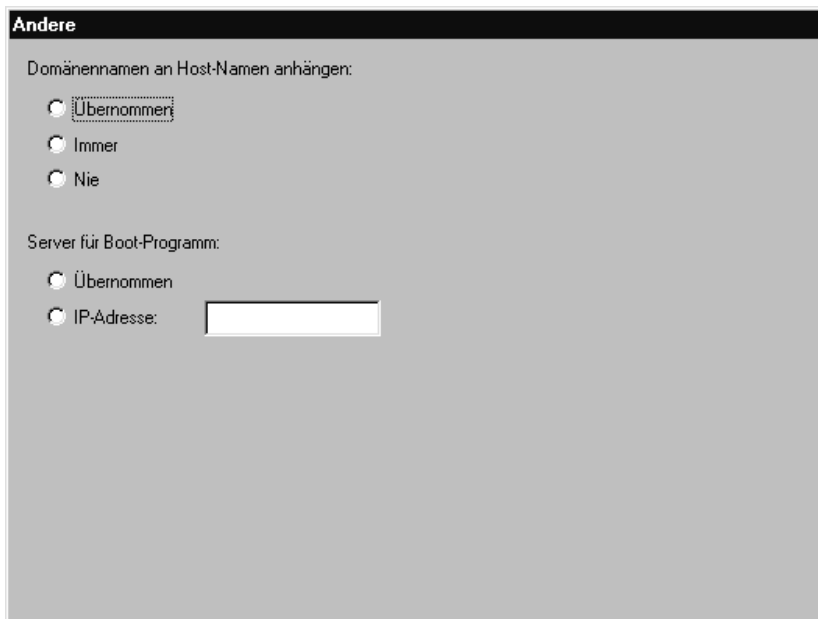 Andere
Domänennamen an Host-Namen anhängen:
Übernommen
Immer
Nie
Server für Boot-Programm:
Übernommen
IP-Adresse: